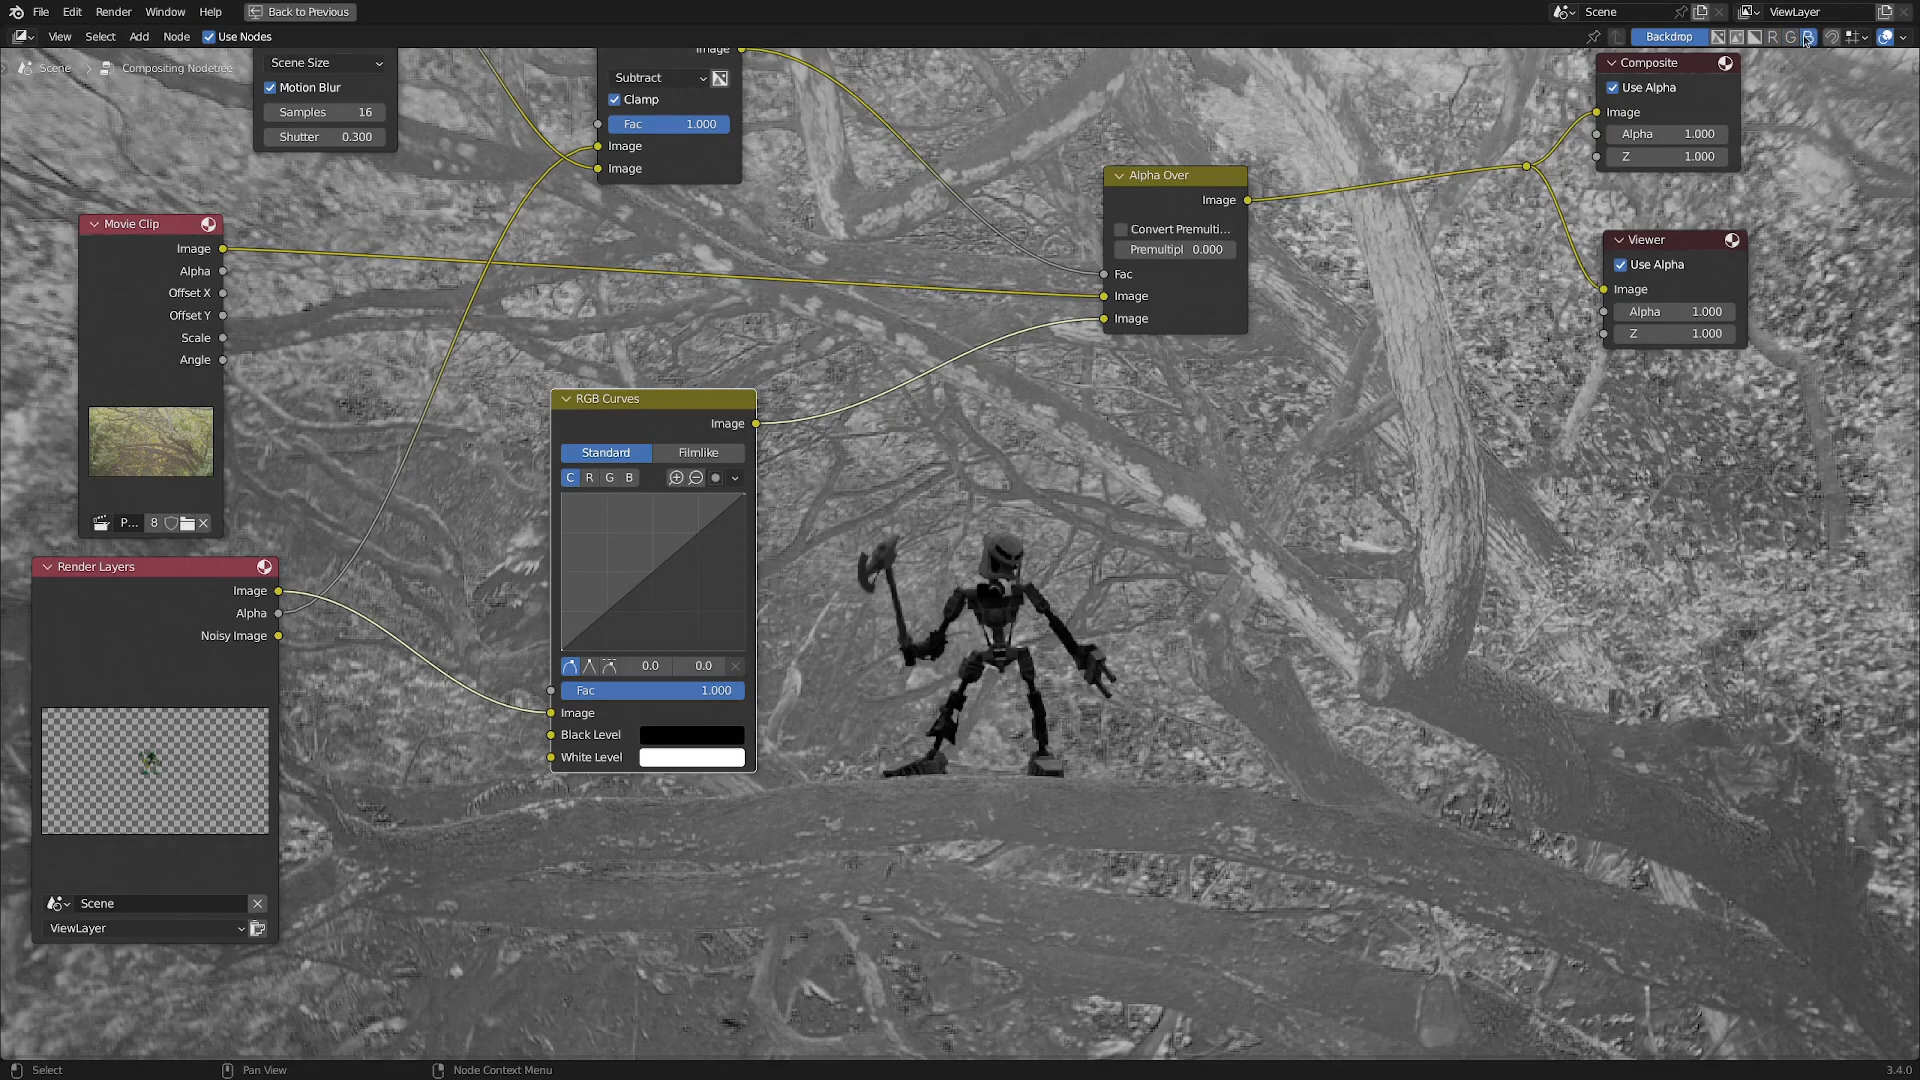 File Edit Render Window Help Back to Previous Scene ViewLayer
View Select Add Node Use Nodes Backdrop R G B
Scene Compositing Nodetree
Scene Size
Motion Blur
Samples 16
Shutter 0.300
Image
Subtract
Clamp
Fac 1.000
Image
Image
Composite
Use Alpha
Image
Alpha 1.000
Z 1.000
Alpha Over
Image
Convert Premulti...
Premultipl 0.000
Fac
Image
Image
Viewer
Use Alpha
Image
Alpha 1.000
Z 1.000
Movie Clip
Image
Alpha
Offset X
Offset Y
Scale
Angle
P... 8
RGB Curves
Image
Standard Filmlike
C R G B
0.0 0.0
Fac 1.000
Image
Black Level
White Level
Render Layers
Image
Alpha
Noisy Image
Scene
ViewLayer
Select Pan View Node Context Menu 3.4.0